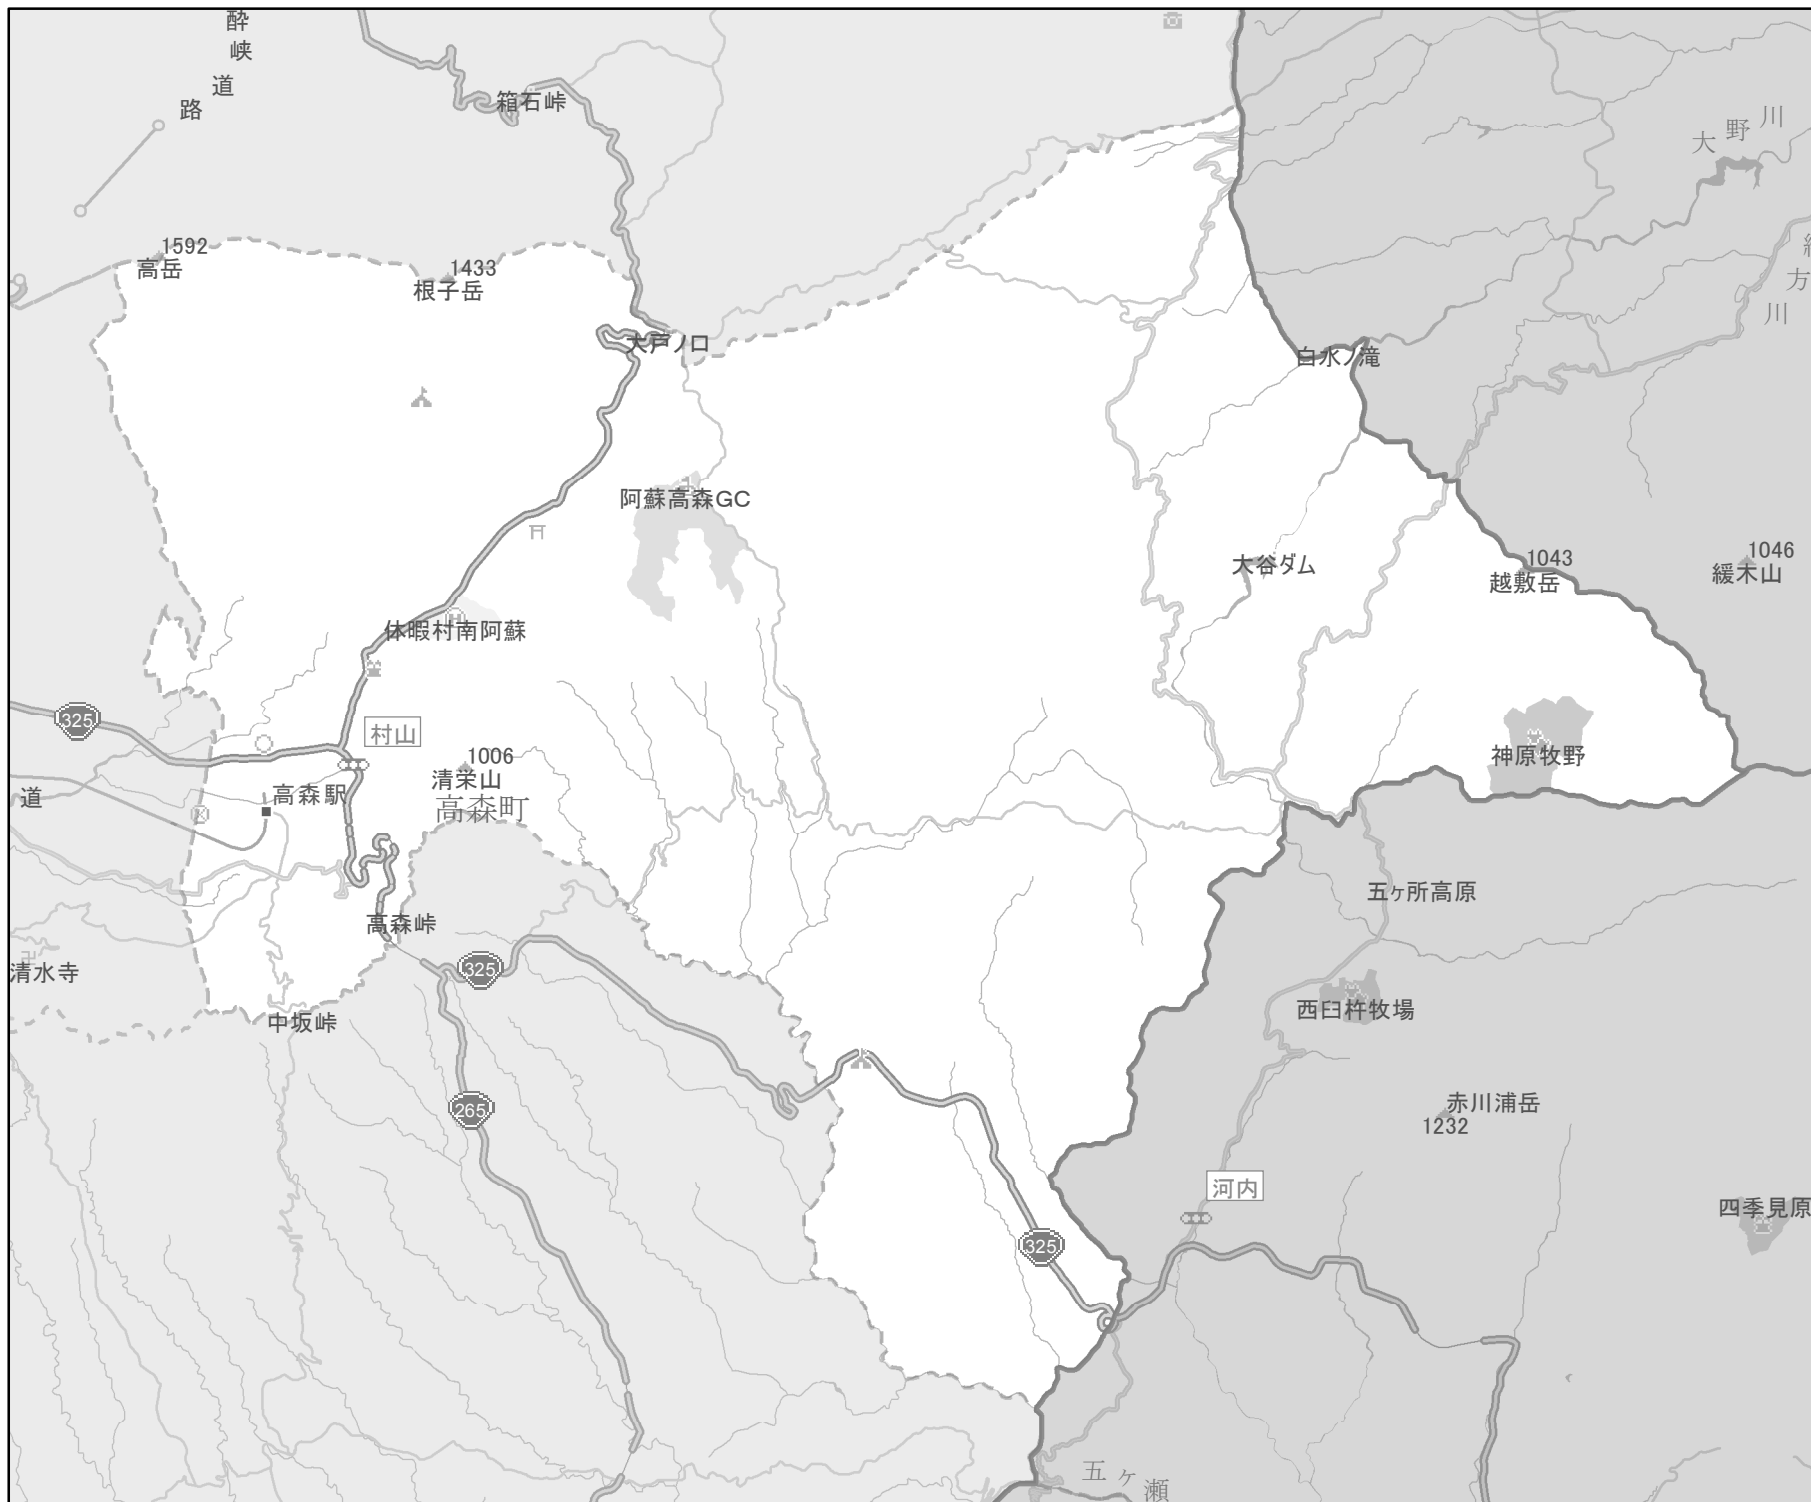 酔峡道路
箱石峠
大野川
緒方川
1592
高岳
1433
根子岳
大戸ノ口
白水ノ滝
阿蘇高森GC
大谷ダム
1043
越敷岳
1046
緩木山
休暇村南阿蘇
325
村山
1006
清栄山
高森町
神原牧野
道
高森駅
五ヶ所高原
高森峠
325
清水寺
中坂峠
西臼杵牧場
265
赤川浦岳
1232
河内
四季見原
325
五ヶ瀬